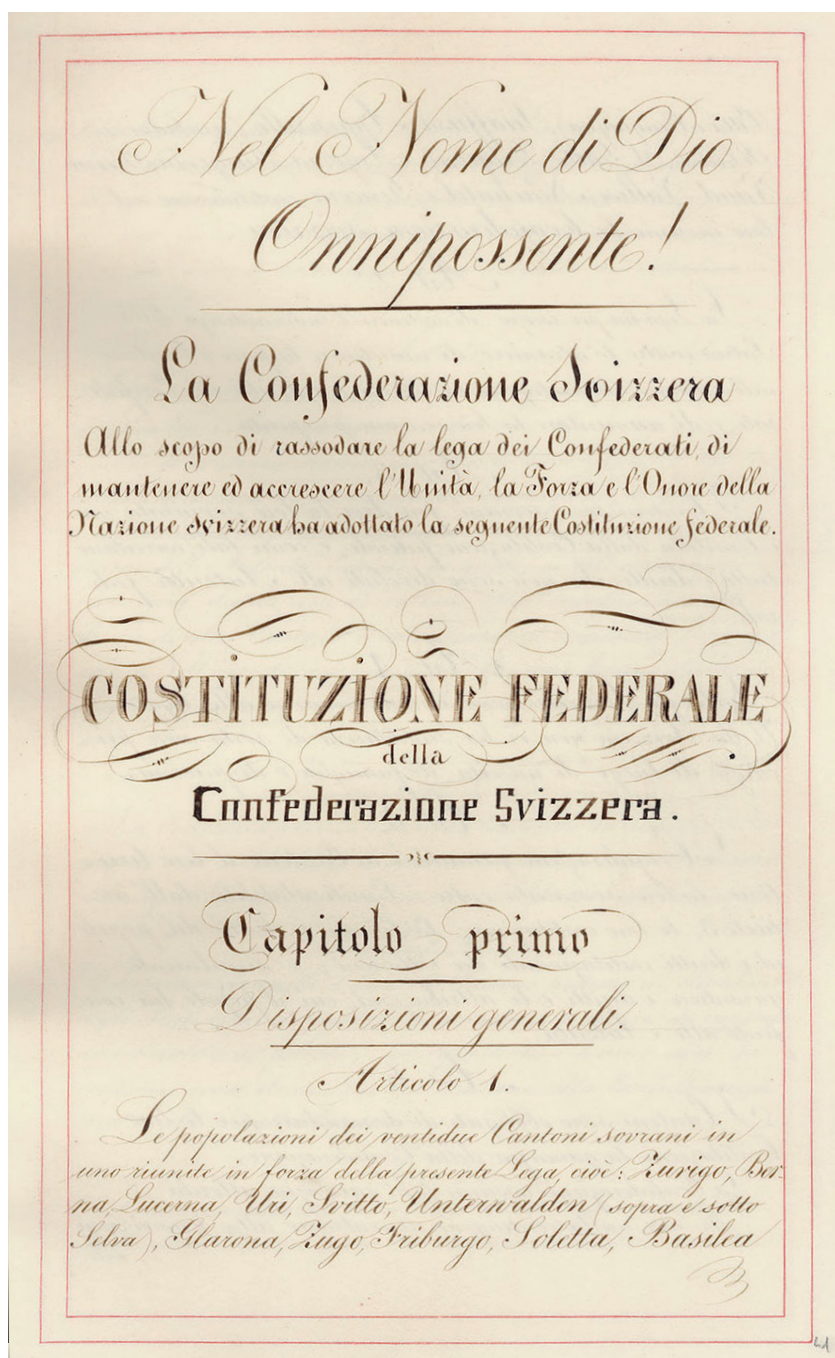 Nel Nome di Dio
Onnipossente!
La Confederazione Svizzera
Allo scopo di rassodare la lega dei Confederati, di
mantenere ed accrescere l'Unità, la Forza e l'Onore della
Nazione svizzera ha adottato la seguente Costituzione federale.
COSTITUZIONE FEDERALE
della
Confederazione Svizzera.
Capitolo primo
Disposizioni generali.
Articolo 1.
Le popolazioni dei ventidue Cantoni sovrani in
uno riunite in forza della presente Lega, cioè: Zurigo, Ber-
na, Lucerna, Uri, Svitto, Unterwalden (sopra e sotto
Selva), Glarona, Zugo, Friburgo, Soletta, Basilea